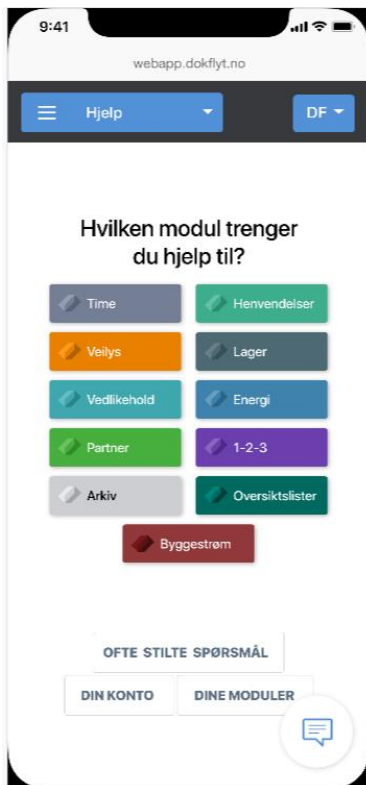 9:41
webapp.dokflyt.no
Hjelp
DF
Hvilken modul trenger
du hjelp til?
Time
Henvendelser
Veilys
Lager
Vedlikehold
Energi
Partner
1-2-3
Arkiv
Oversiktslister
Byggestrøm
OFTE STILTE SPØRSMÅL
DIN KONTO
DINE MODULER